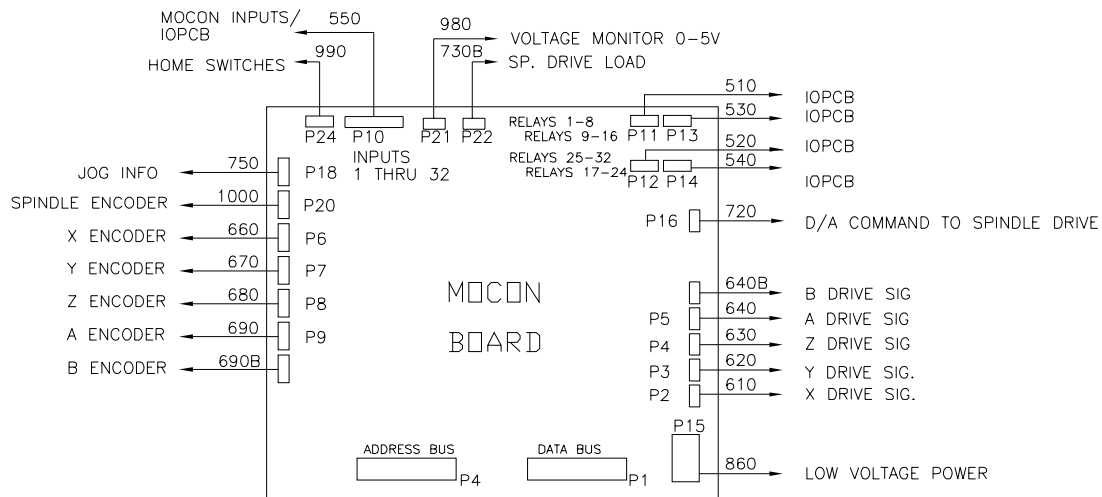 MOCON INPUTS/
IOPCB
550
990
HOME SWITCHES
980
VOLTAGE MONITOR 0-5V
730B
SP. DRIVE LOAD
510
IOPCB
530
IOPCB
520
IOPCB
540
IOPCB
P24
P10
P21
P22
RELAYS 1-8
RELAYS 9-16
P11
P13
INPUTS
1 THRU 32
RELAYS 25-32
RELAYS 17-24
P12
P14
JOG INFO
750
P18
SPINDLE ENCODER
1000
P20
X ENCODER
660
P6
Y ENCODER
670
P7
Z ENCODER
680
P8
A ENCODER
690
P9
B ENCODER
690B
MOCON
BOARD
P16
720
D/A COMMAND TO SPINDLE DRIVE
640B
B DRIVE SIG
P5
640
A DRIVE SIG
P4
630
Z DRIVE SIG
P3
620
Y DRIVE SIG.
P2
610
X DRIVE SIG.
P15
860
LOW VOLTAGE POWER
ADDRESS BUS
P4
DATA BUS
P1